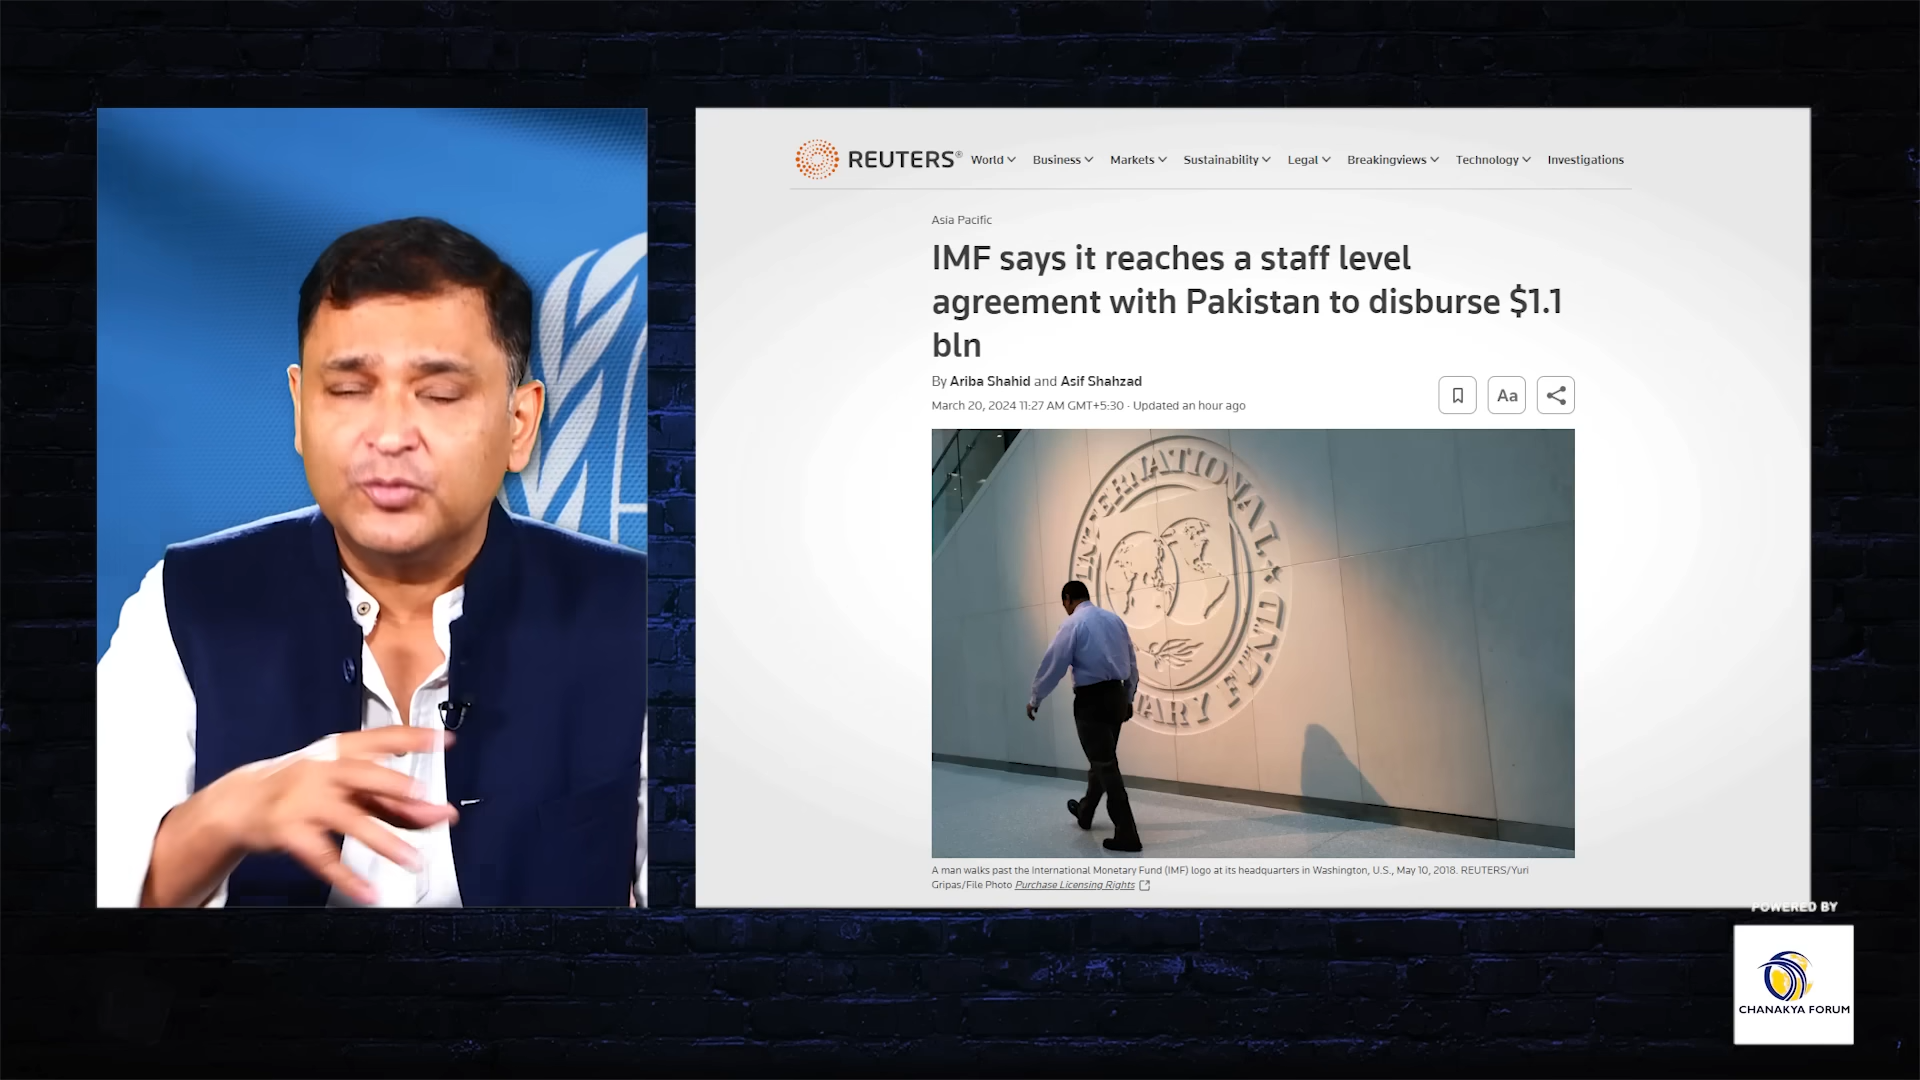 REUTERS®
World Business Markets Sustainability Legal Breakingviews Technology Investigations
Asia Pacific
IMF says it reaches a staff level
agreement with Pakistan to disburse $1.1
bln
By Ariba Shahid and Asif Shahzad
March 20, 2024 11:27 AM GMT+5:30 · Updated an hour ago
Aa
INTERNATIONAL
ARY FUND
A man walks past the International Monetary Fund (IMF) logo at its headquarters in Washington, U.S., May 10, 2018. REUTERS/Yuri
Gripas/File Photo Purchase Licensing Rights
POWERED BY
CHANAKYA FORUM